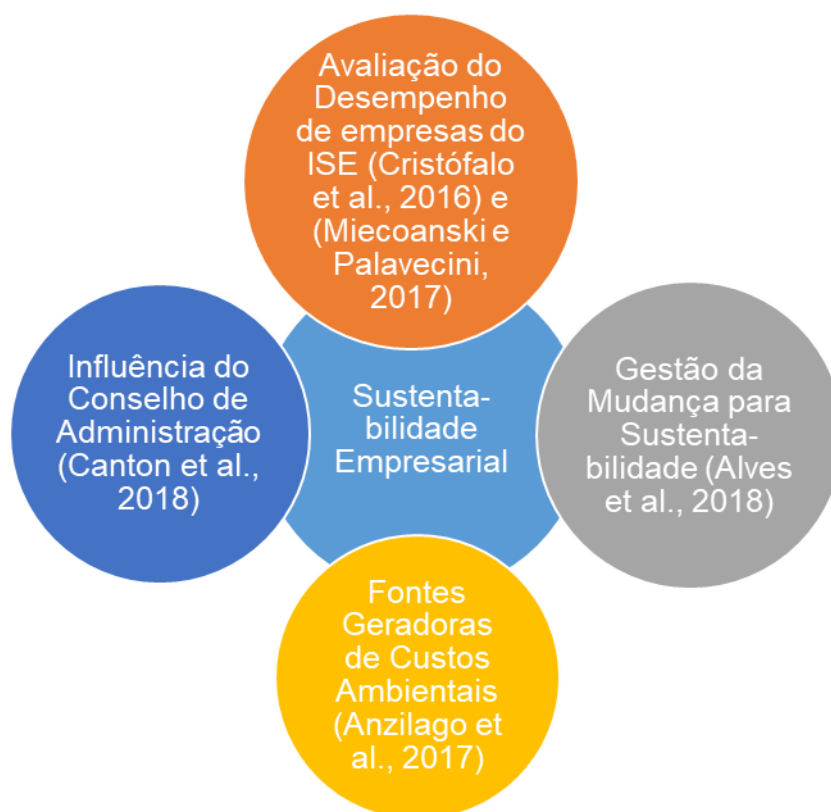 Avaliação do
Desempenho
de empresas do
ISE (Cristófalo
et al., 2016) e
(Miecoanski e
Palavecini,
2017)
Influência do
Conselho de
Administração
(Canton et al.,
2018)
Sustenta-
bilidade
Empresarial
Gestão da
Mudança para
Sustenta-
bilidade (Alves
et al., 2018)
Fontes
Geradoras
de Custos
Ambientais
(Anzilago et
al., 2017)